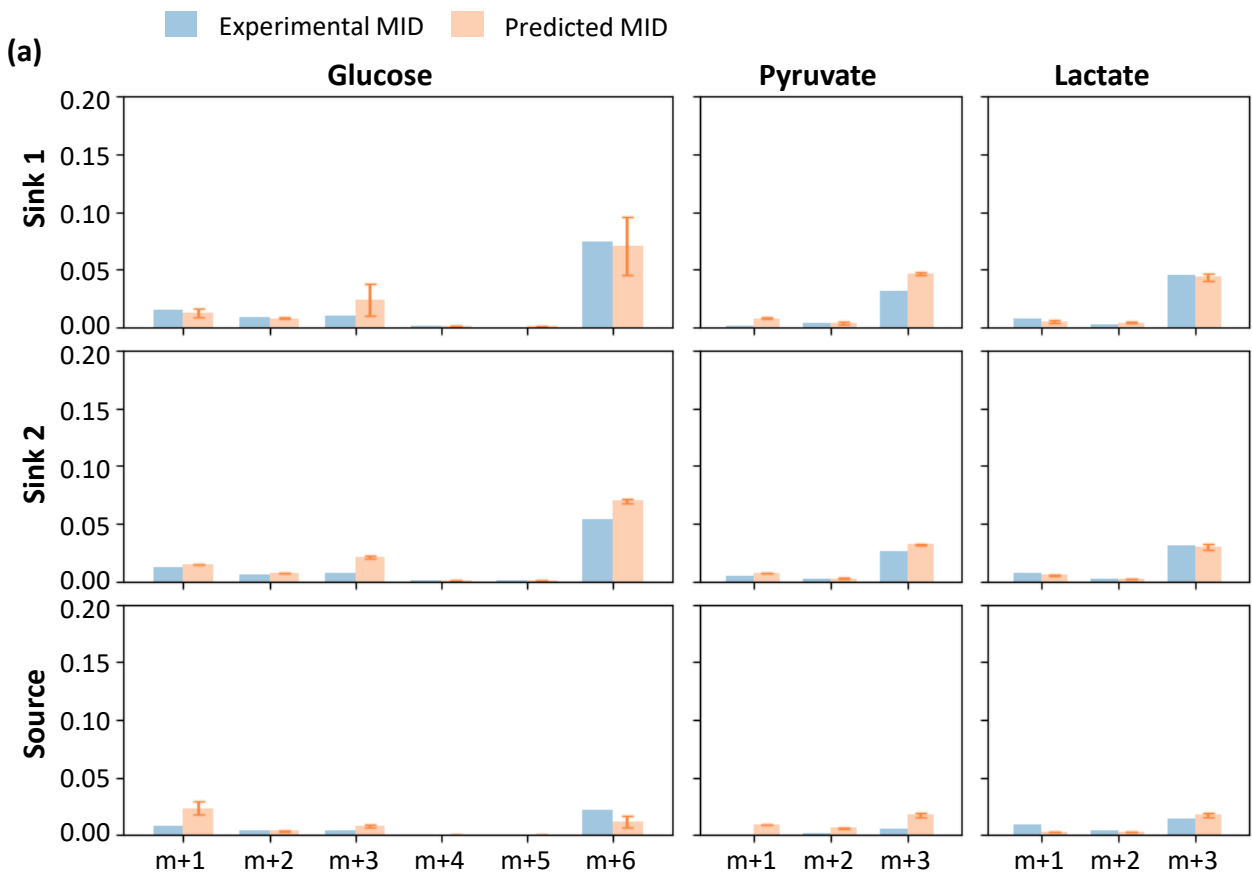 Experimental MID Predicted MID
(a)
Glucose Pyruvate Lactate
Sink 1
0.20
0.15
0.10
0.05
0.00
Sink 2
0.20
0.15
0.10
0.05
0.00
Source
0.20
0.15
0.10
0.05
0.00
m+1 m+2 m+3 m+4 m+5 m+6 m+1 m+2 m+3 m+1 m+2 m+3